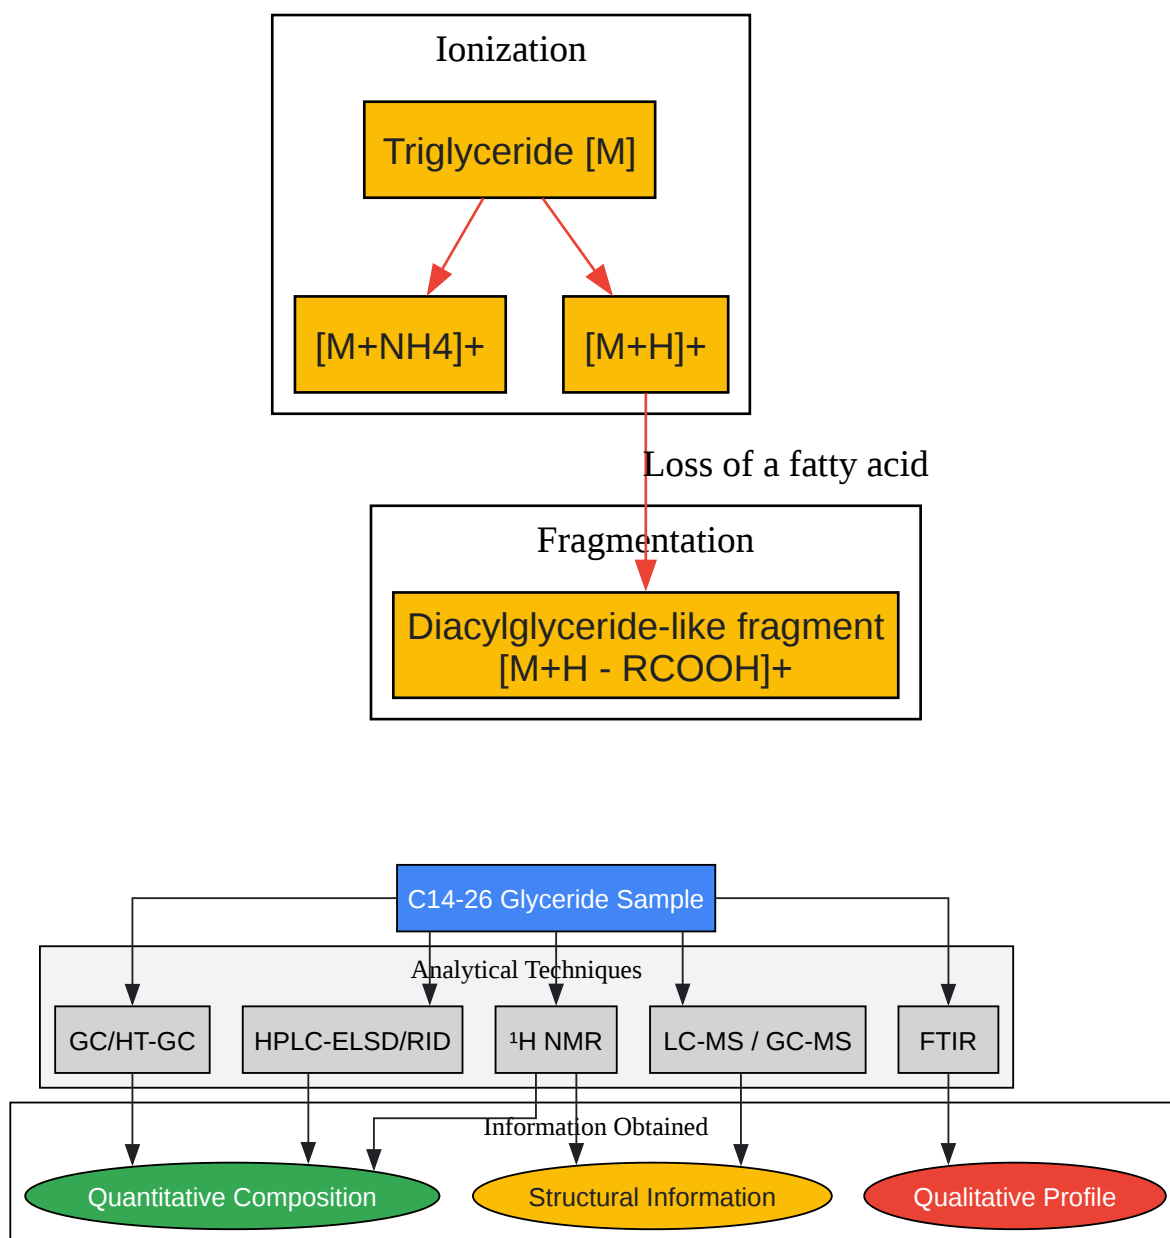 Ionization
Triglyceride [M]
[M+NH4]+
[M+H]+
Loss of a fatty acid
Fragmentation
Diacylglyceride-like fragment
[M+H - RCOOH]+
C14-26 Glyceride Sample
Analytical Techniques
GC/HT-GC
HPLC-ELSD/RID
¹H NMR
LC-MS / GC-MS
FTIR
Information Obtained
Quantitative Composition
Structural Information
Qualitative Profile